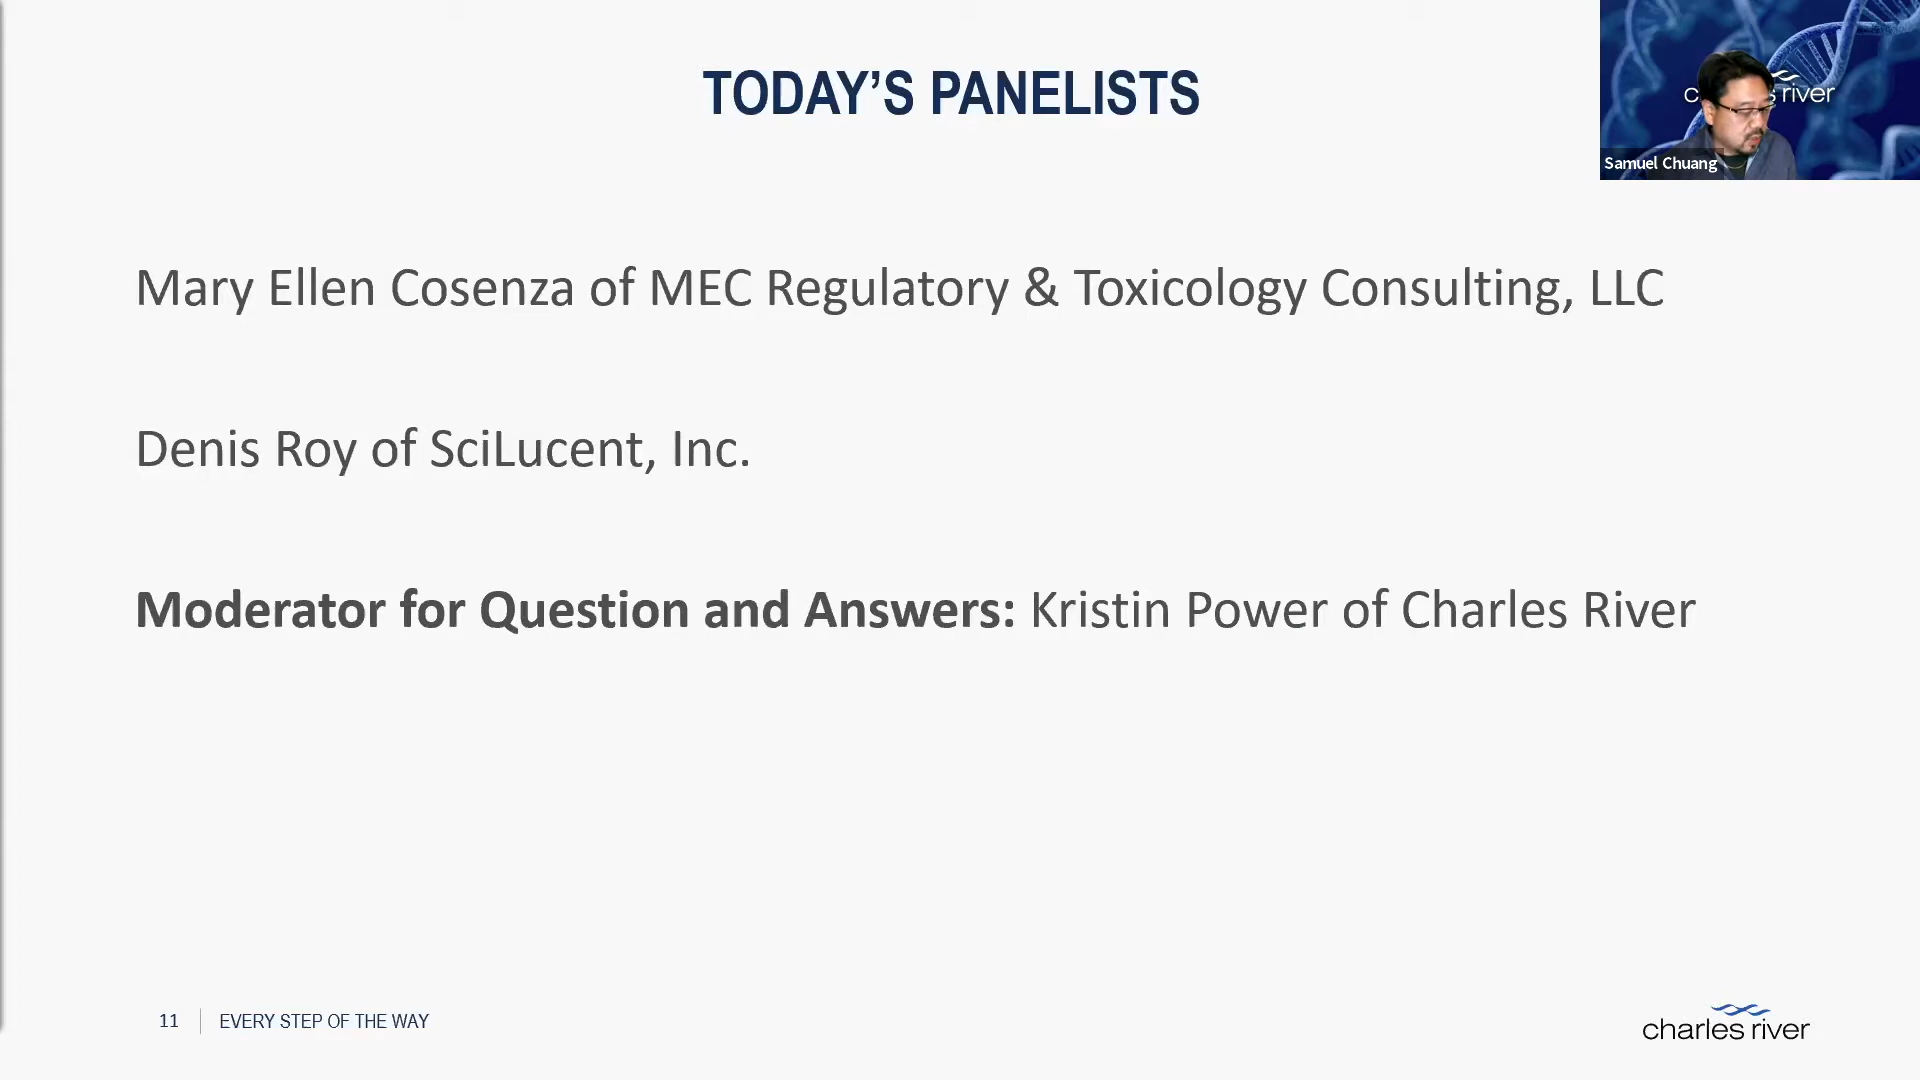 TODAY’S PANELISTS
river
Samuel Chuang
Mary Ellen Cosenza of MEC Regulatory & Toxicology Consulting, LLC
Denis Roy of SciLucent, Inc.
Moderator for Question and Answers: Kristin Power of Charles River
11
EVERY STEP OF THE WAY
charles river